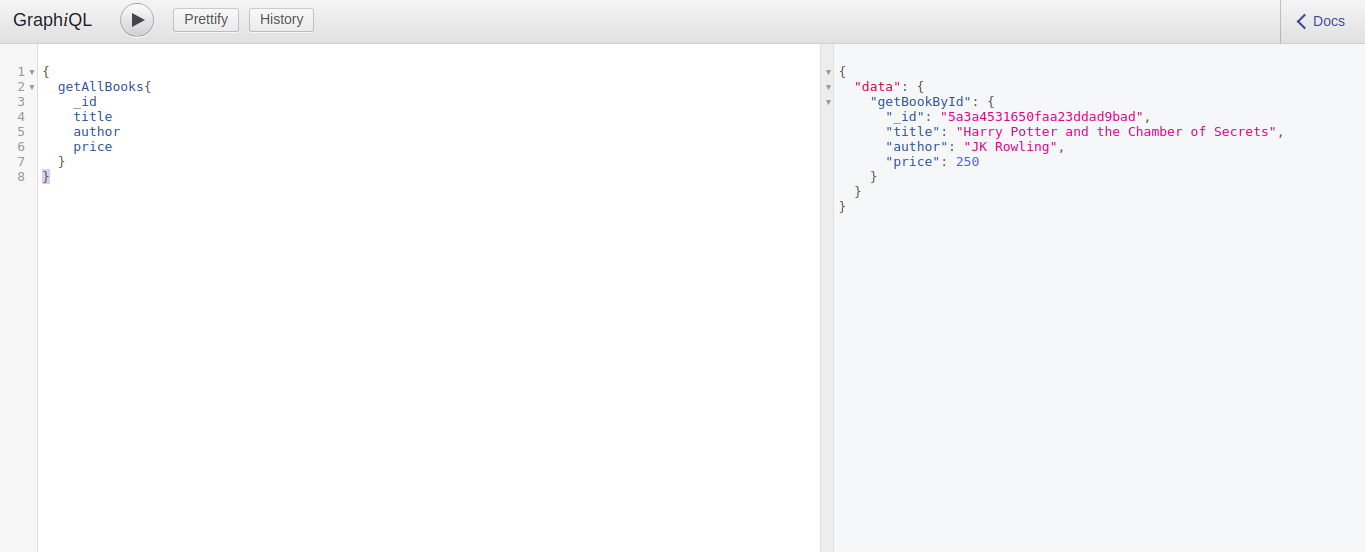 GraphiQL Prettify History Docs
1 {
2 getAllBooks{
3 _id
4 title
5 author
6 price
7 }
8 }
{
"data": {
"getBookById": {
"_id": "5a3a4531650faa23ddad9bad",
"title": "Harry Potter and the Chamber of Secrets",
"author": "JK Rowling",
"price": 250
}
}
}